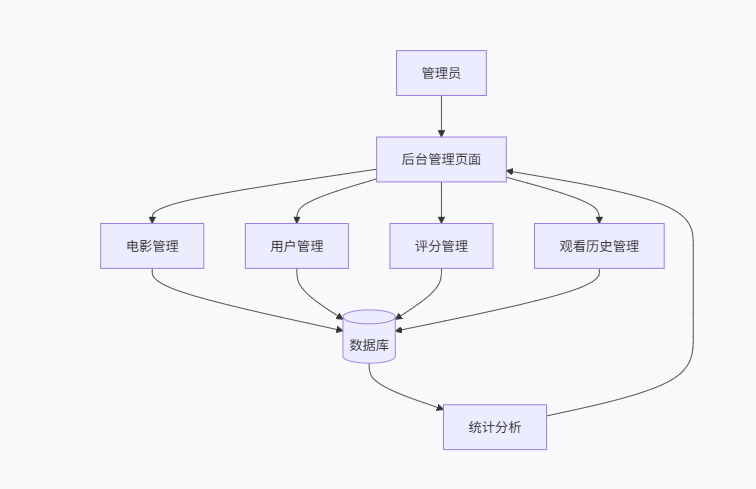 管理员
后台管理页面
电影管理
用户管理
评分管理
观看历史管理
数据库
统计分析